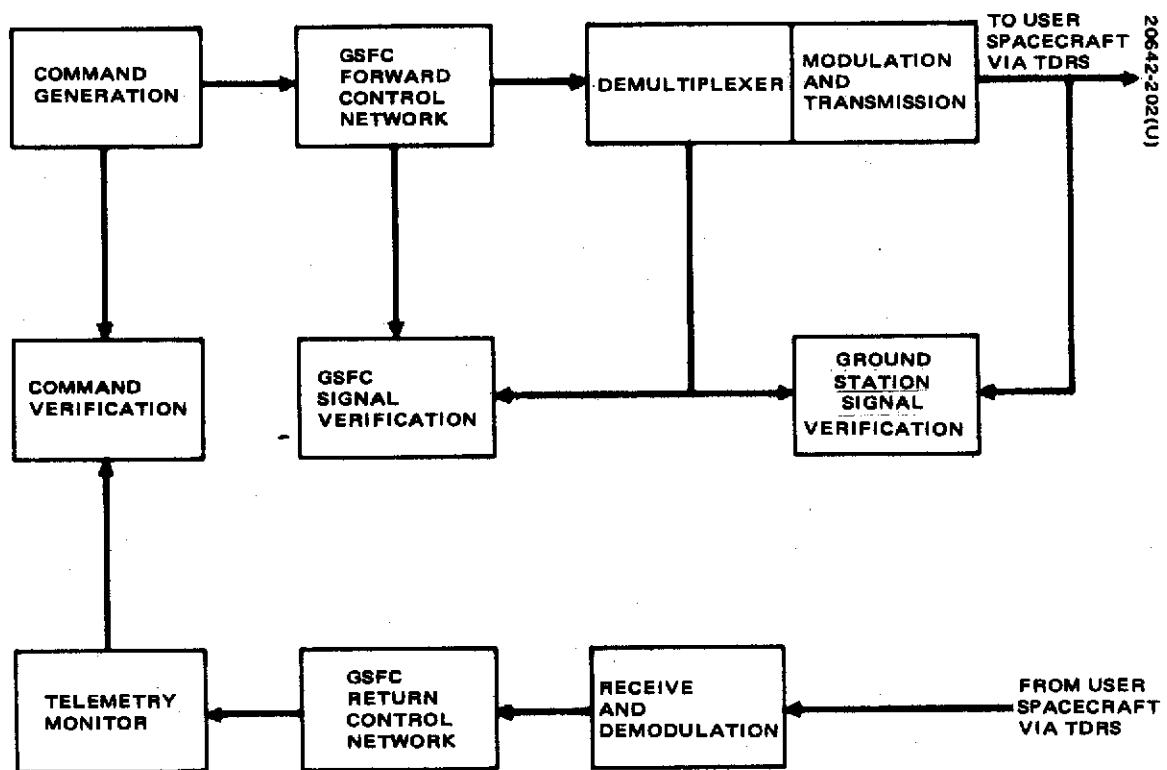 COMMAND
GENERATION
GSFC
FORWARD
CONTROL
NETWORK
DEMULTIPLEXER
MODULATION
AND
TRANSMISSION
TO USER
SPACECRAFT
VIA TDRS
20642-202(U)
COMMAND
VERIFICATION
GSFC
SIGNAL
VERIFICATION
GROUND
STATION
SIGNAL
VERIFICATION
TELEMETRY
MONITOR
GSFC
RETURN
CONTROL
NETWORK
RECEIVE
AND
DEMODULATION
FROM USER
SPACECRAFT
VIA TDRS